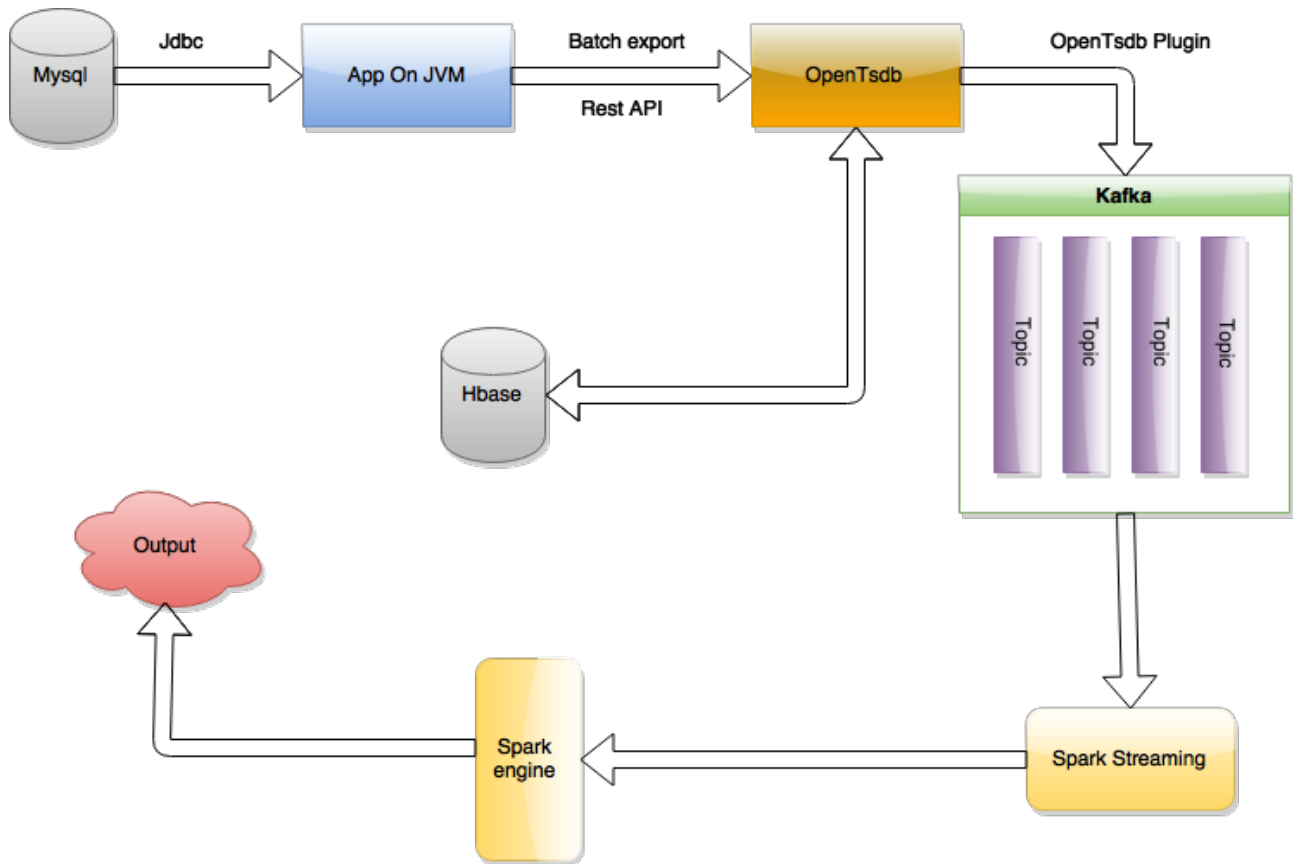 Jdbc
Batch export
OpenTsdb Plugin
Mysql
App On JVM
OpenTsdb
Rest API
Kafka
Topic
Topic
Topic
Topic
Hbase
Output
Spark
engine
Spark Streaming